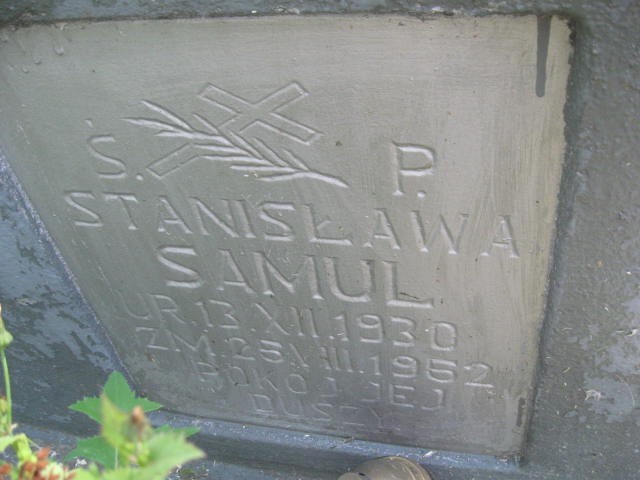 Ś. P.
STANISŁAWA
SAMUL
UR. 13.XII.1930
ZM. 25.VIII.1952
POKÓJ JEJ
DUSZY.